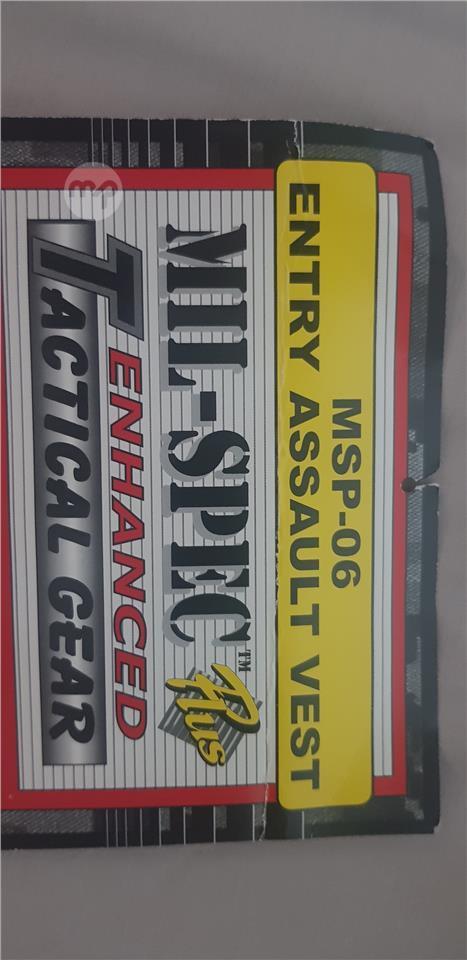 MSP-06
ENTRY ASSAULT VEST
MIL-SPEC™ Plus
ENHANCED
TACTICAL GEAR